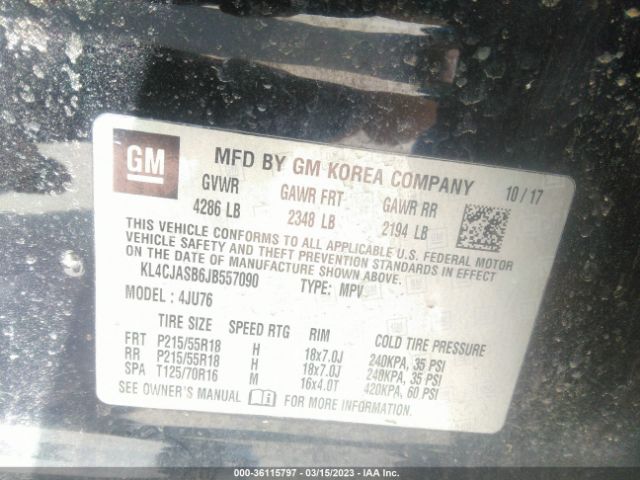 GM MFD BY GM KOREA COMPANY 10/17
GVWR GAWR FRT GAWR RR
4286 LB 2348 LB 2194 LB
THIS VEHICLE CONFORMS TO ALL APPLICABLE U.S. FEDERAL MOTOR
VEHICLE SAFETY AND THEFT PREVENTION STANDARDS IN EFFECT
ON THE DATE OF MANUFACTURE SHOWN ABOVE.
KL4CJASB6JB557090 TYPE: MPV
MODEL: 4JU76
TIRE SIZE SPEED RTG RIM COLD TIRE PRESSURE
FRT P215/55R18 H 18x7.0J 240KPA, 35 PSI
RR P215/55R18 H 18x7.0J 240KPA, 35 PSI
SPA T125/70R16 M 16x4.0T 420KPA, 60 PSI
SEE OWNER'S MANUAL FOR MORE INFORMATION.
000-36115797 - 03/15/2023 - IAA Inc.